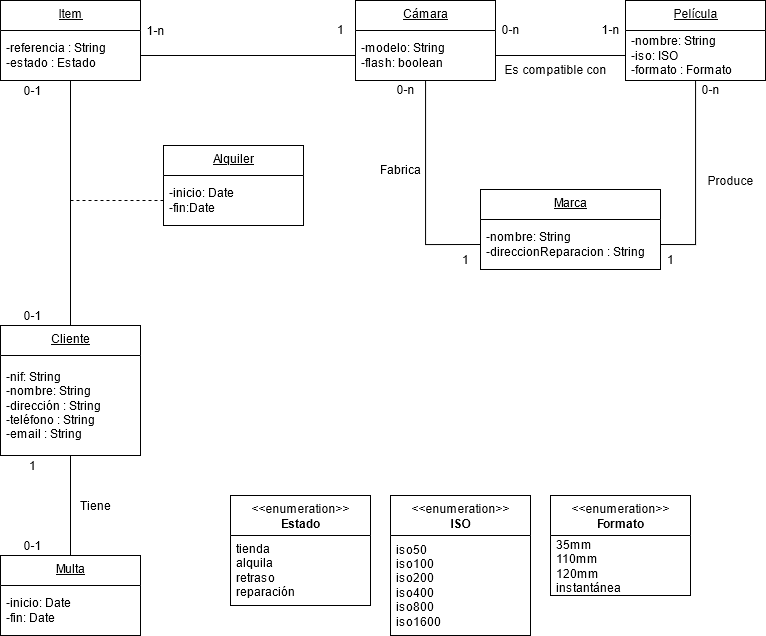 Item
-referencia : String
-estado : Estado
1-n
1
Cámara
-modelo: String
-flash: boolean
0-n
1-n
Es compatible con
Película
-nombre: String
-iso: ISO
-formato : Formato
0-1
0-n
0-n
Alquiler
-inicio: Date
-fin:Date
Fabrica
Produce
Marca
-nombre: String
-direccionReparacion : String
1
1
0-1
Cliente
-nif: String
-nombre: String
-dirección : String
-teléfono : String
-email : String
1
Tiene
0-1
Multa
-inicio: Date
-fin: Date
<<enumeration>>
Estado
tienda
alquila
retraso
reparación
<<enumeration>>
ISO
iso50
iso100
iso200
iso400
iso800
iso1600
<<enumeration>>
Formato
35mm
110mm
120mm
instantánea